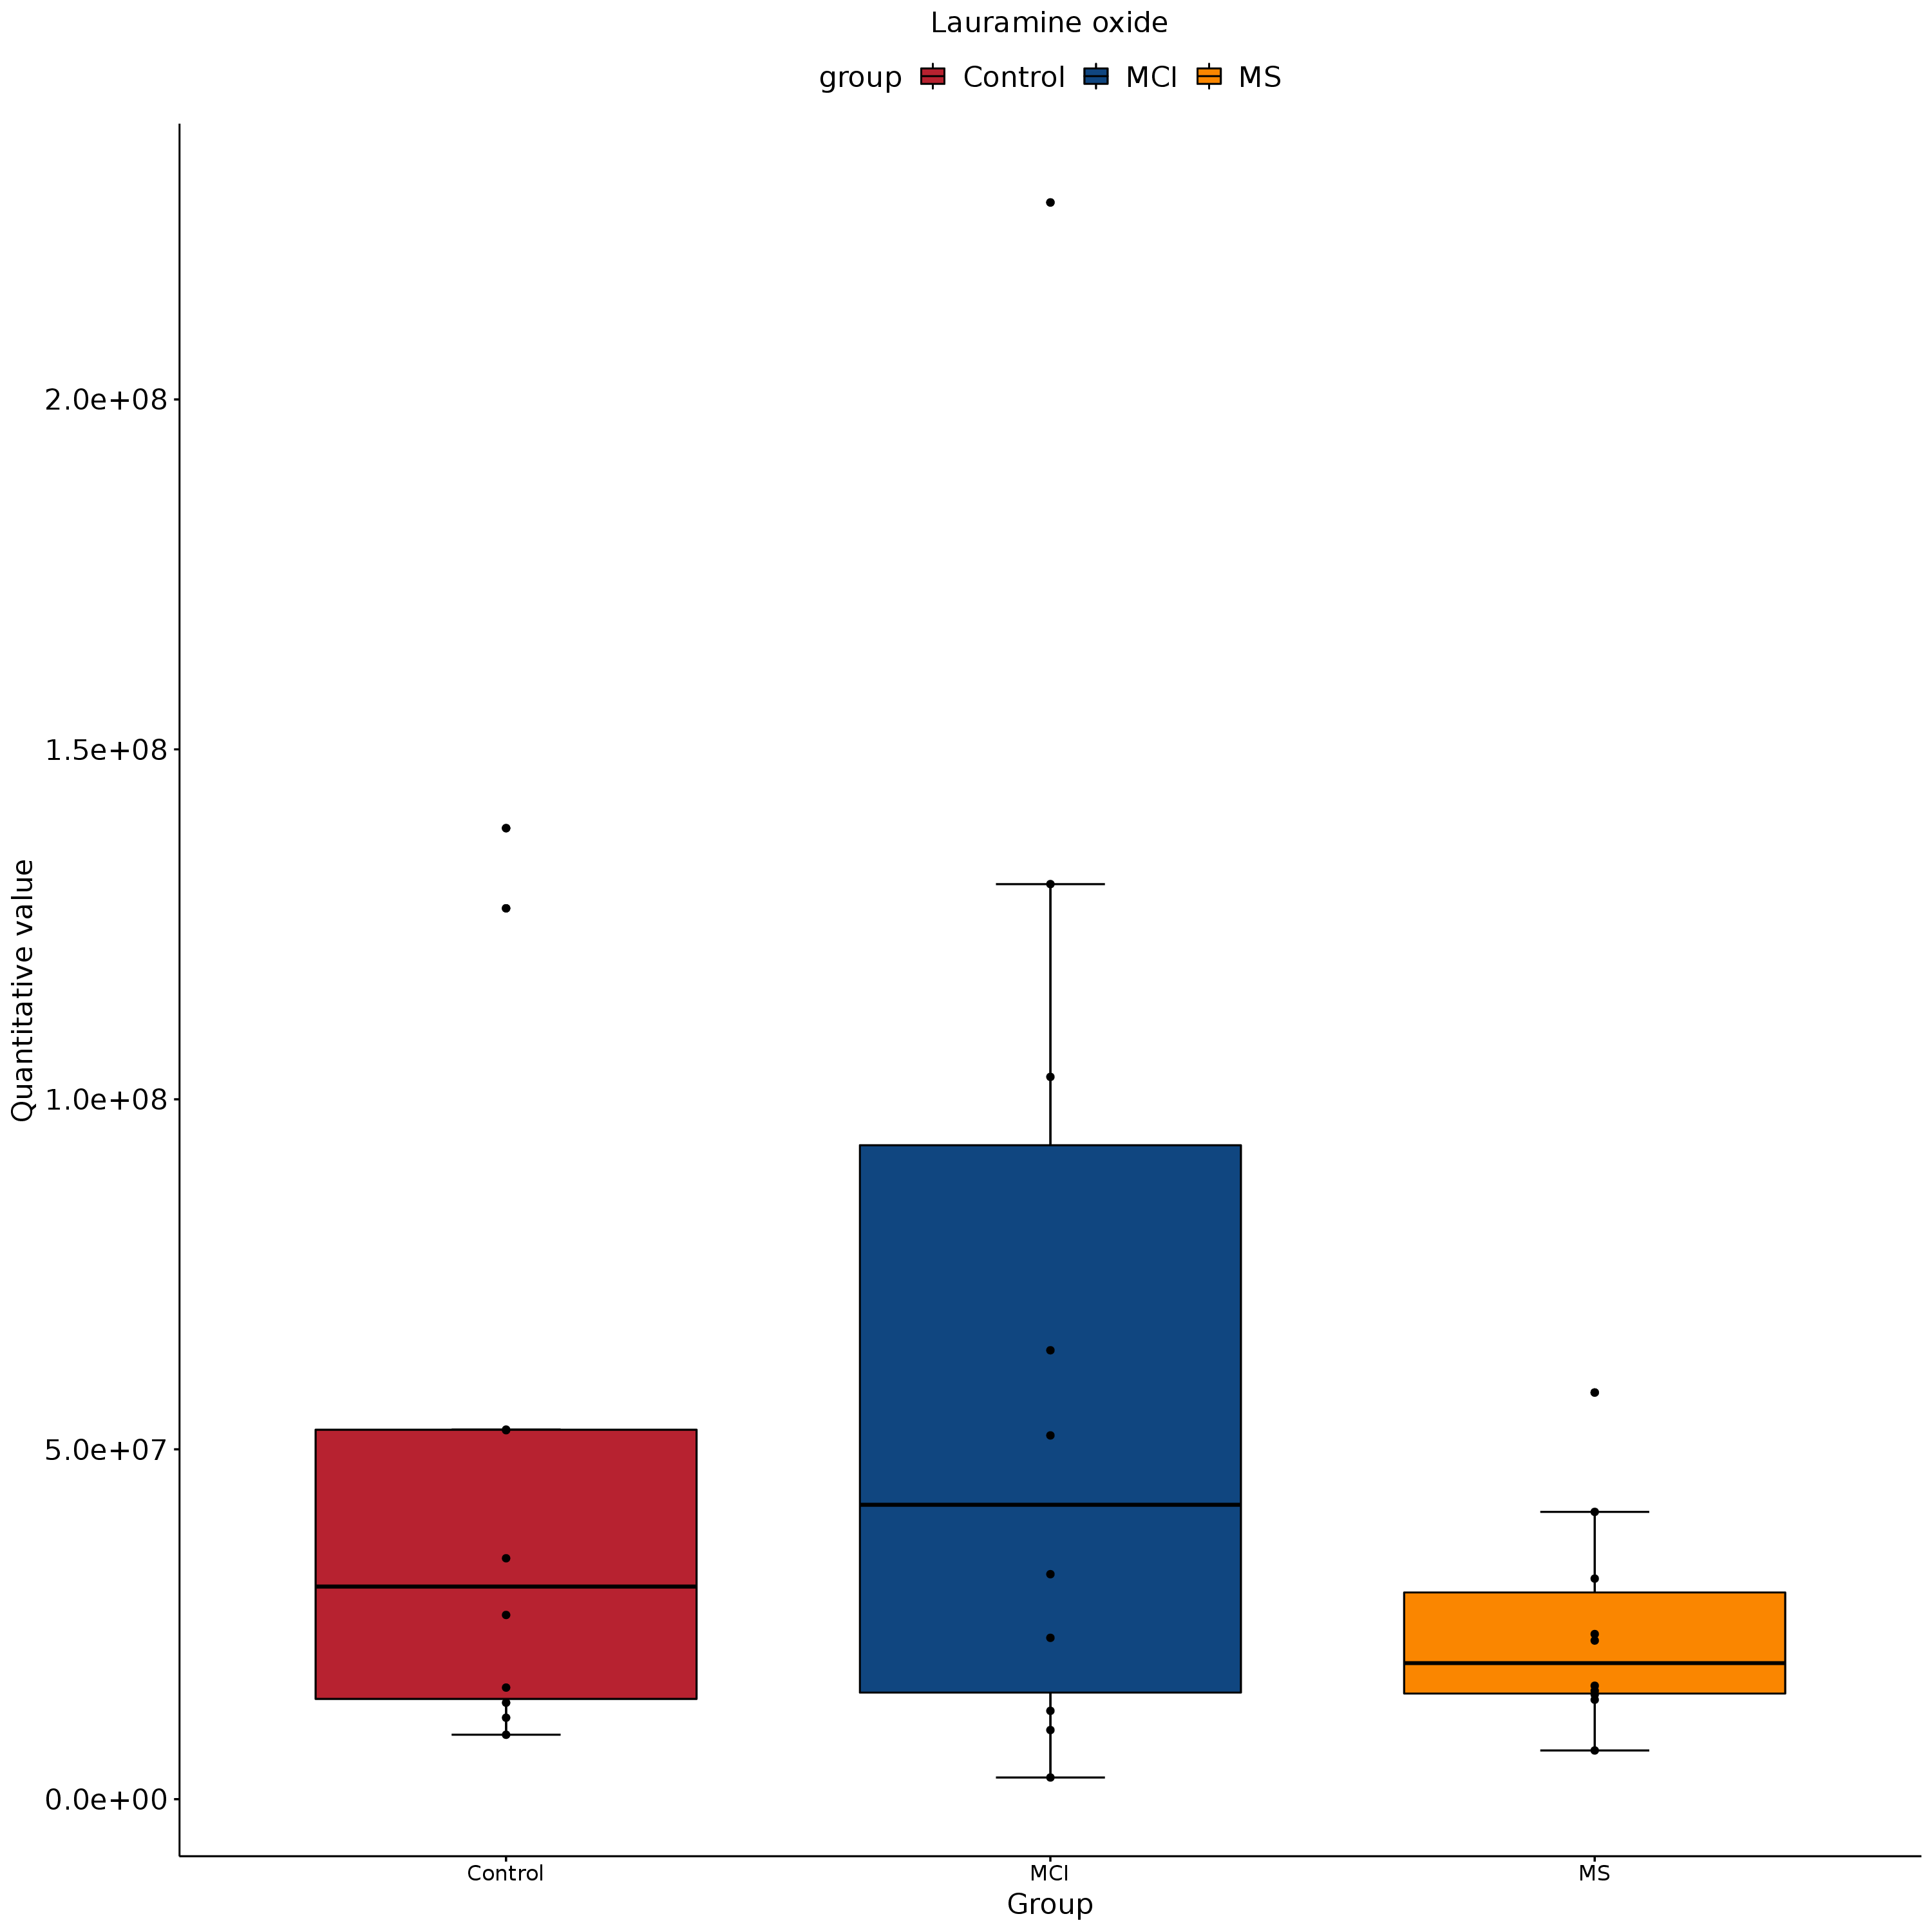 Lauramine oxide
group Control MCI MS
Quantitative value
2.0e+08
1.5e+08
1.0e+08
5.0e+07
0.0e+00
Control MCI MS
Group